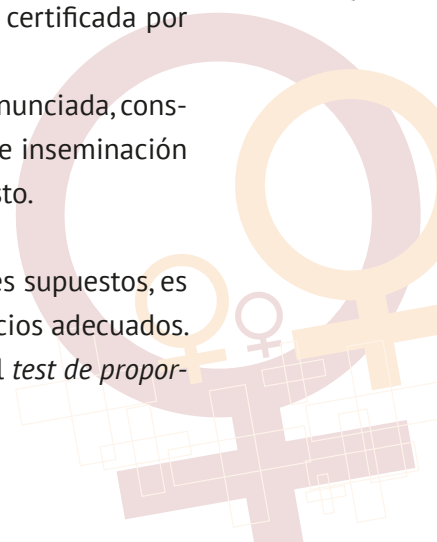 certificada por
nunciada, cons-
e inseminación
sto.
es supuestos, es
cios adecuados.
l test de propor-